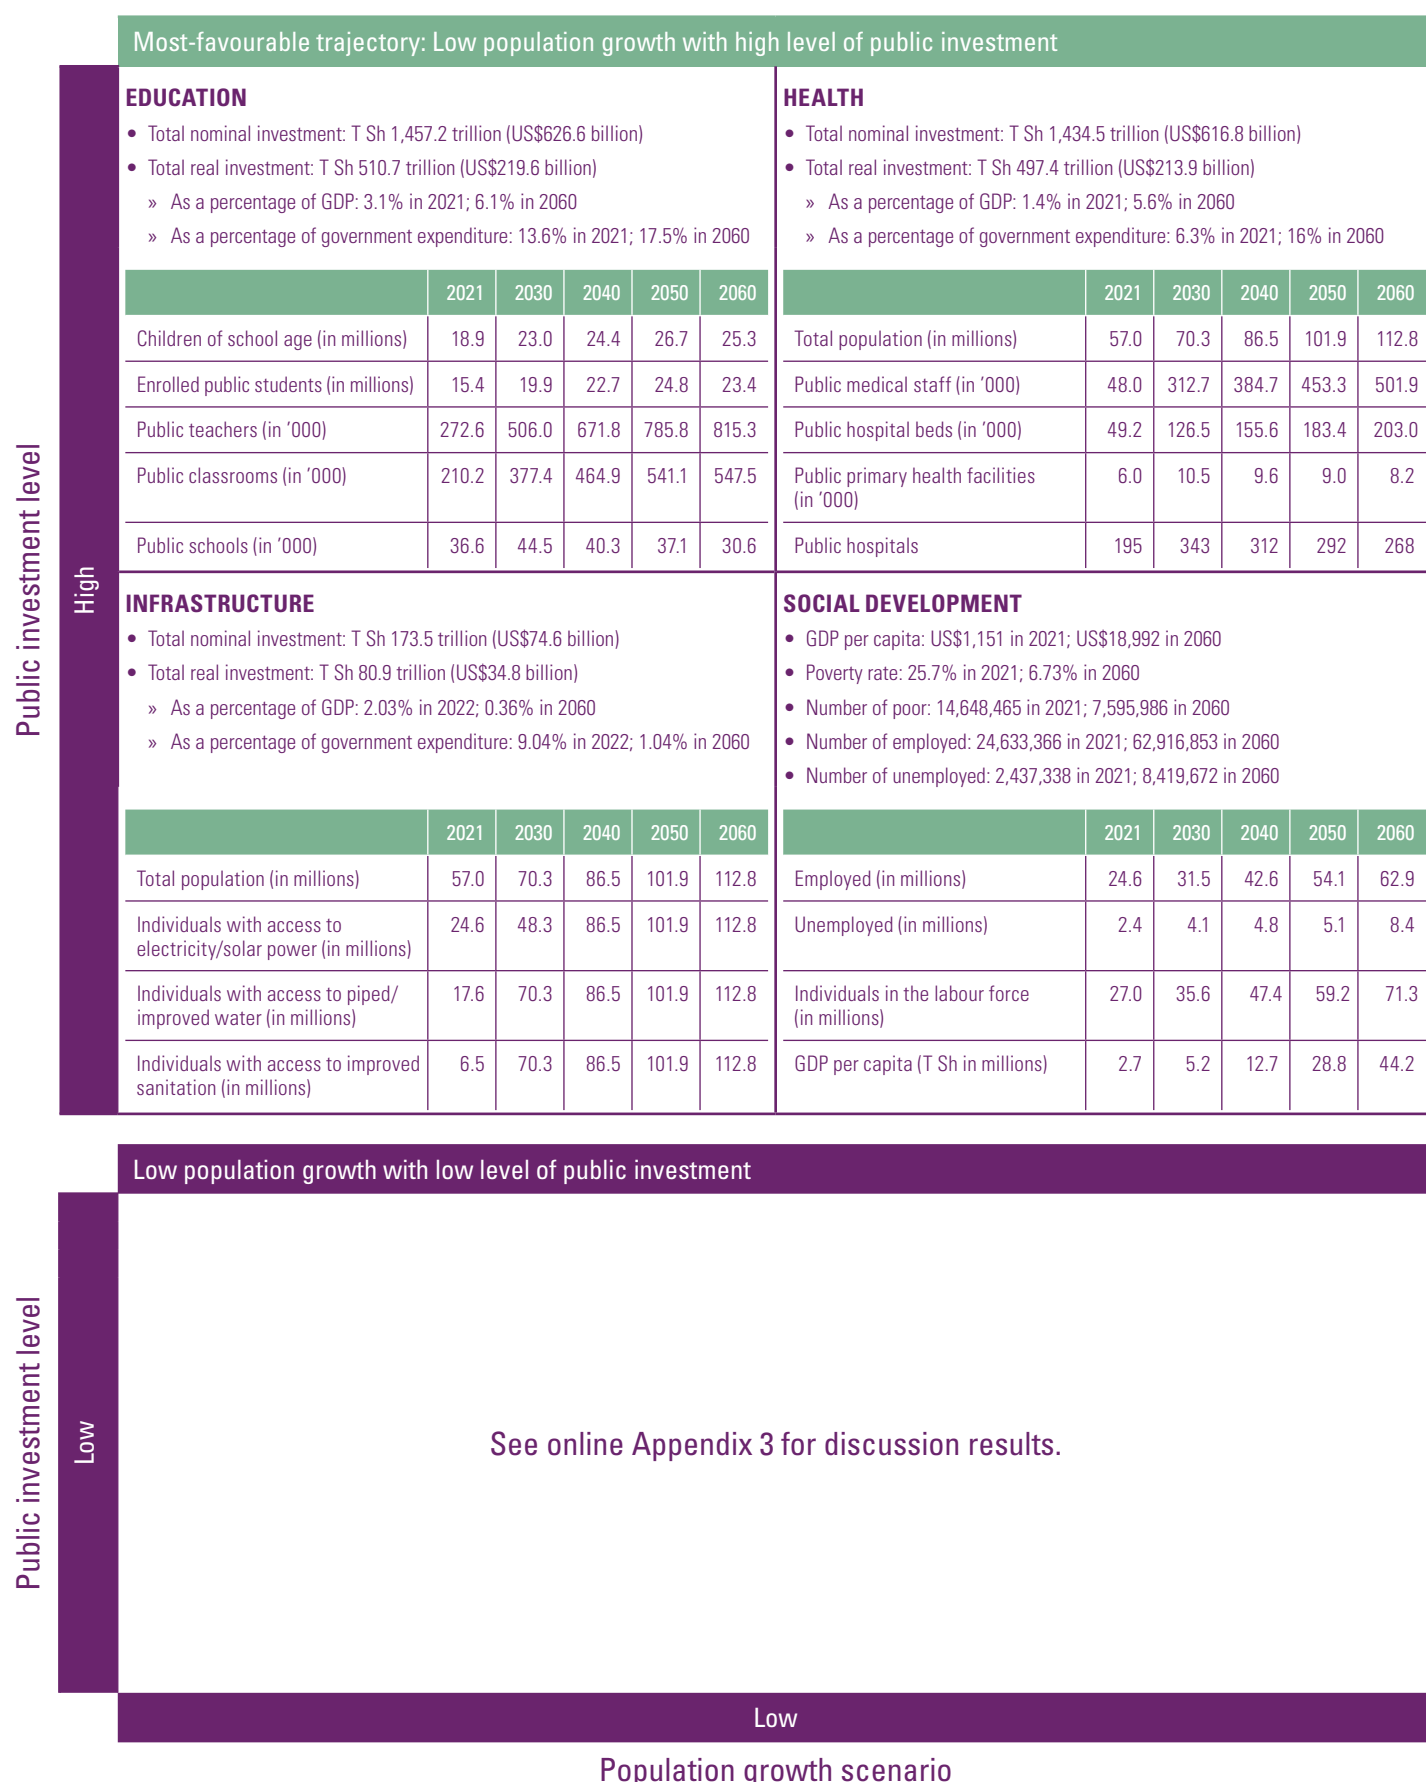 Most-favourable trajectory: Low population growth with high level of public investment
Public investment level
High
EDUCATION
• Total nominal investment: T Sh 1,457.2 trillion (US$626.6 billion)
• Total real investment: T Sh 510.7 trillion (US$219.6 billion)
» As a percentage of GDP: 3.1% in 2021; 6.1% in 2060
» As a percentage of government expenditure: 13.6% in 2021; 17.5% in 2060
2021 2030 2040 2050 2060
Children of school age (in millions) 18.9 23.0 24.4 26.7 25.3
Enrolled public students (in millions) 15.4 19.9 22.7 24.8 23.4
Public teachers (in ’000) 272.6 506.0 671.8 785.8 815.3
Public classrooms (in ’000) 210.2 377.4 464.9 541.1 547.5
Public schools (in ’000) 36.6 44.5 40.3 37.1 30.6
HEALTH
• Total nominal investment: T Sh 1,434.5 trillion (US$616.8 billion)
• Total real investment: T Sh 497.4 trillion (US$213.9 billion)
» As a percentage of GDP: 1.4% in 2021; 5.6% in 2060
» As a percentage of government expenditure: 6.3% in 2021; 16% in 2060
2021 2030 2040 2050 2060
Total population (in millions) 57.0 70.3 86.5 101.9 112.8
Public medical staff (in ’000) 48.0 312.7 384.7 453.3 501.9
Public hospital beds (in ’000) 49.2 126.5 155.6 183.4 203.0
Public primary health facilities 6.0 10.5 9.6 9.0 8.2
(in ’000)
Public hospitals 195 343 312 292 268
INFRASTRUCTURE
• Total nominal investment: T Sh 173.5 trillion (US$74.6 billion)
• Total real investment: T Sh 80.9 trillion (US$34.8 billion)
» As a percentage of GDP: 2.03% in 2022; 0.36% in 2060
» As a percentage of government expenditure: 9.04% in 2022; 1.04% in 2060
2021 2030 2040 2050 2060
Total population (in millions) 57.0 70.3 86.5 101.9 112.8
Individuals with access to 24.6 48.3 86.5 101.9 112.8
electricity/solar power (in millions)
Individuals with access to piped/ 17.6 70.3 86.5 101.9 112.8
improved water (in millions)
Individuals with access to improved 6.5 70.3 86.5 101.9 112.8
sanitation (in millions)
SOCIAL DEVELOPMENT
• GDP per capita: US$1,151 in 2021; US$18,992 in 2060
• Poverty rate: 25.7% in 2021; 6.73% in 2060
• Number of poor: 14,648,465 in 2021; 7,595,986 in 2060
• Number of employed: 24,633,366 in 2021; 62,916,853 in 2060
• Number of unemployed: 2,437,338 in 2021; 8,419,672 in 2060
2021 2030 2040 2050 2060
Employed (in millions) 24.6 31.5 42.6 54.1 62.9
Unemployed (in millions) 2.4 4.1 4.8 5.1 8.4
Individuals in the labour force 27.0 35.6 47.4 59.2 71.3
(in millions)
GDP per capita (T Sh in millions) 2.7 5.2 12.7 28.8 44.2
Low population growth with low level of public investment
Public investment level
Low
See online Appendix 3 for discussion results.
Low
Population growth scenario